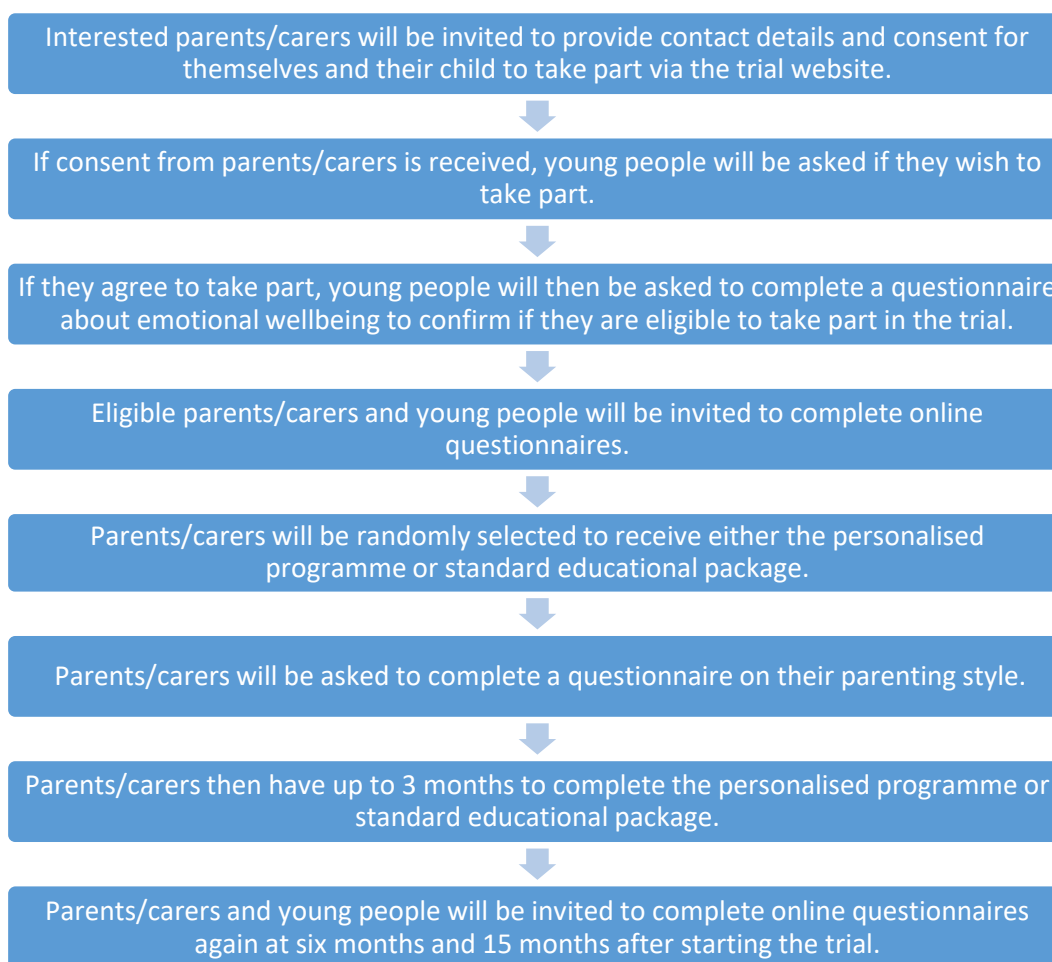 Interested parents/carers will be invited to provide contact details and consent for
themselves and their child to take part via the trial website.
If consent from parents/carers is received, young people will be asked if they wish to
take part.
If they agree to take part, young people will then be asked to complete a questionnaire
about emotional wellbeing to confirm if they are eligible to take part in the trial.
Eligible parents/carers and young people will be invited to complete online
questionnaires.
Parents/carers will be randomly selected to receive either the personalised
programme or standard educational package.
Parents/carers will be asked to complete a questionnaire on their parenting style.
Parents/carers then have up to 3 months to complete the personalised programme or
standard educational package.
Parents/carers and young people will be invited to complete online questionnaires
again at six months and 15 months after starting the trial.